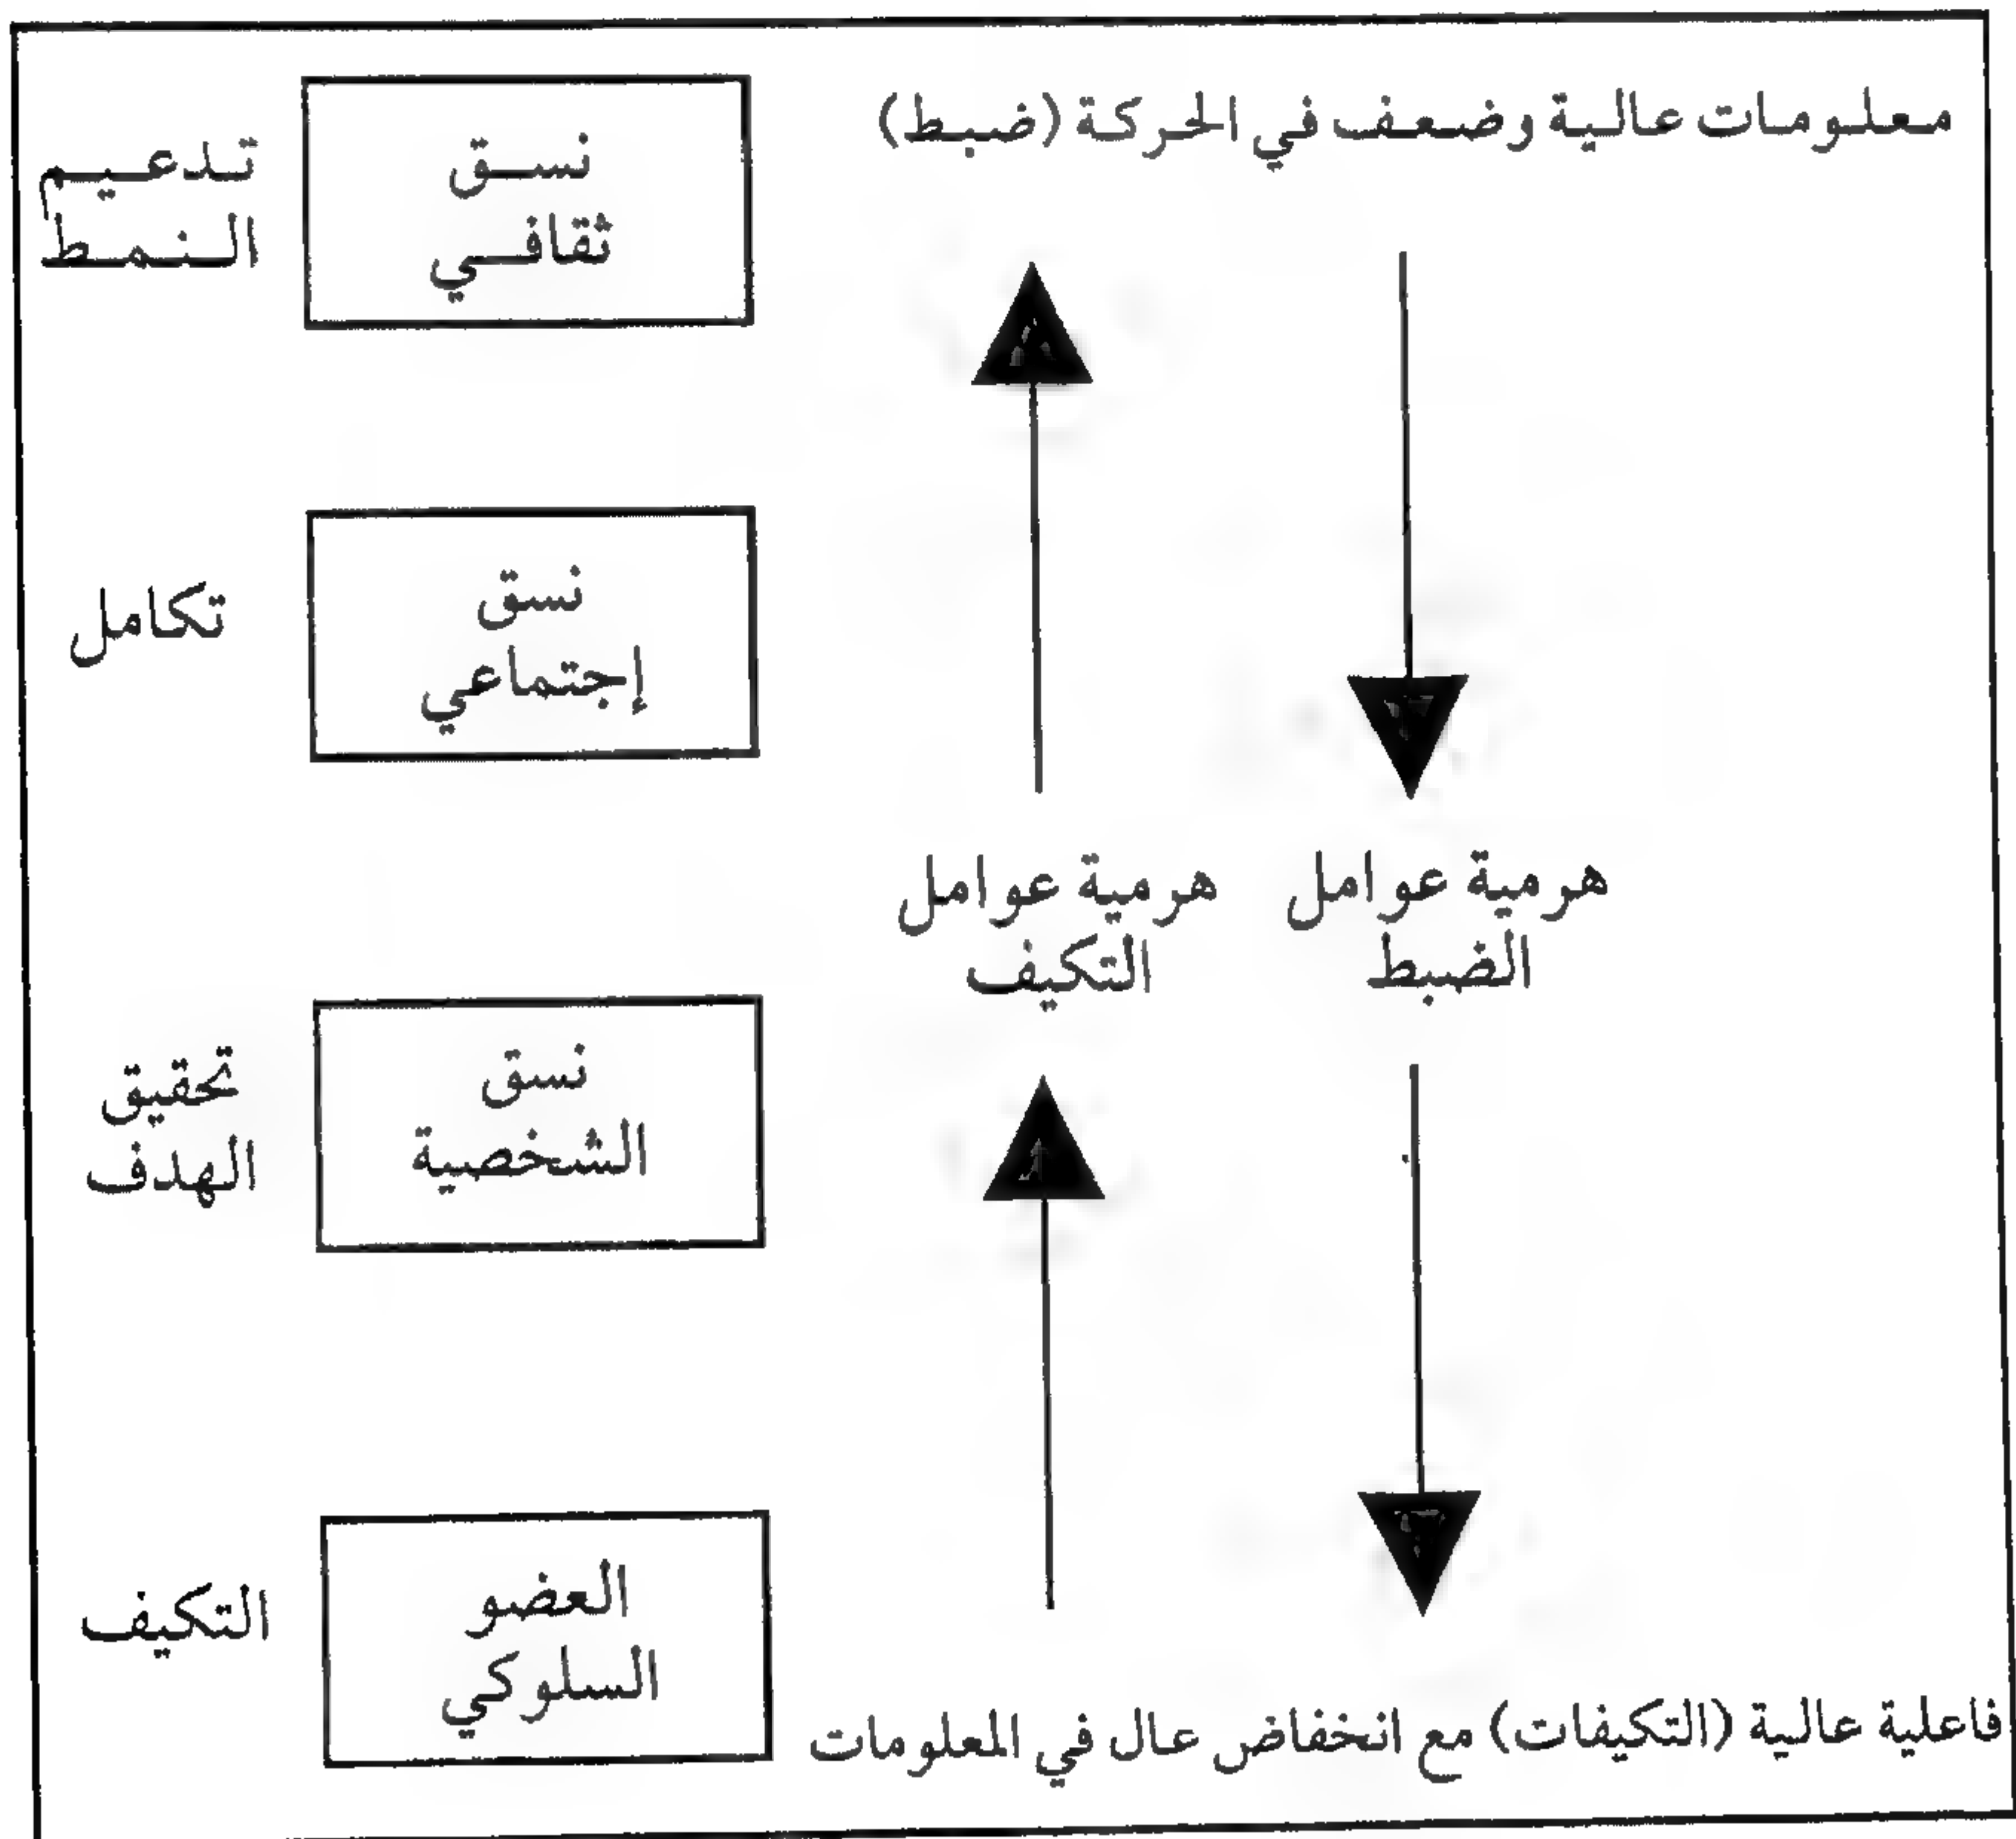 معلومات عالية وضعف في الحركة (ضبط)
نسق
ثقافي
تدعيم
النمط
نسق
إجتماعي
تكامل
هرمية عوامل
الضبط
هرمية عوامل
التكيف
نسق
الشخصية
تحقيق
الهدف
العضو
السلوكي
التكيف
فاعلية عالية (التكيفات) مع انخفاض عال في المعلومات